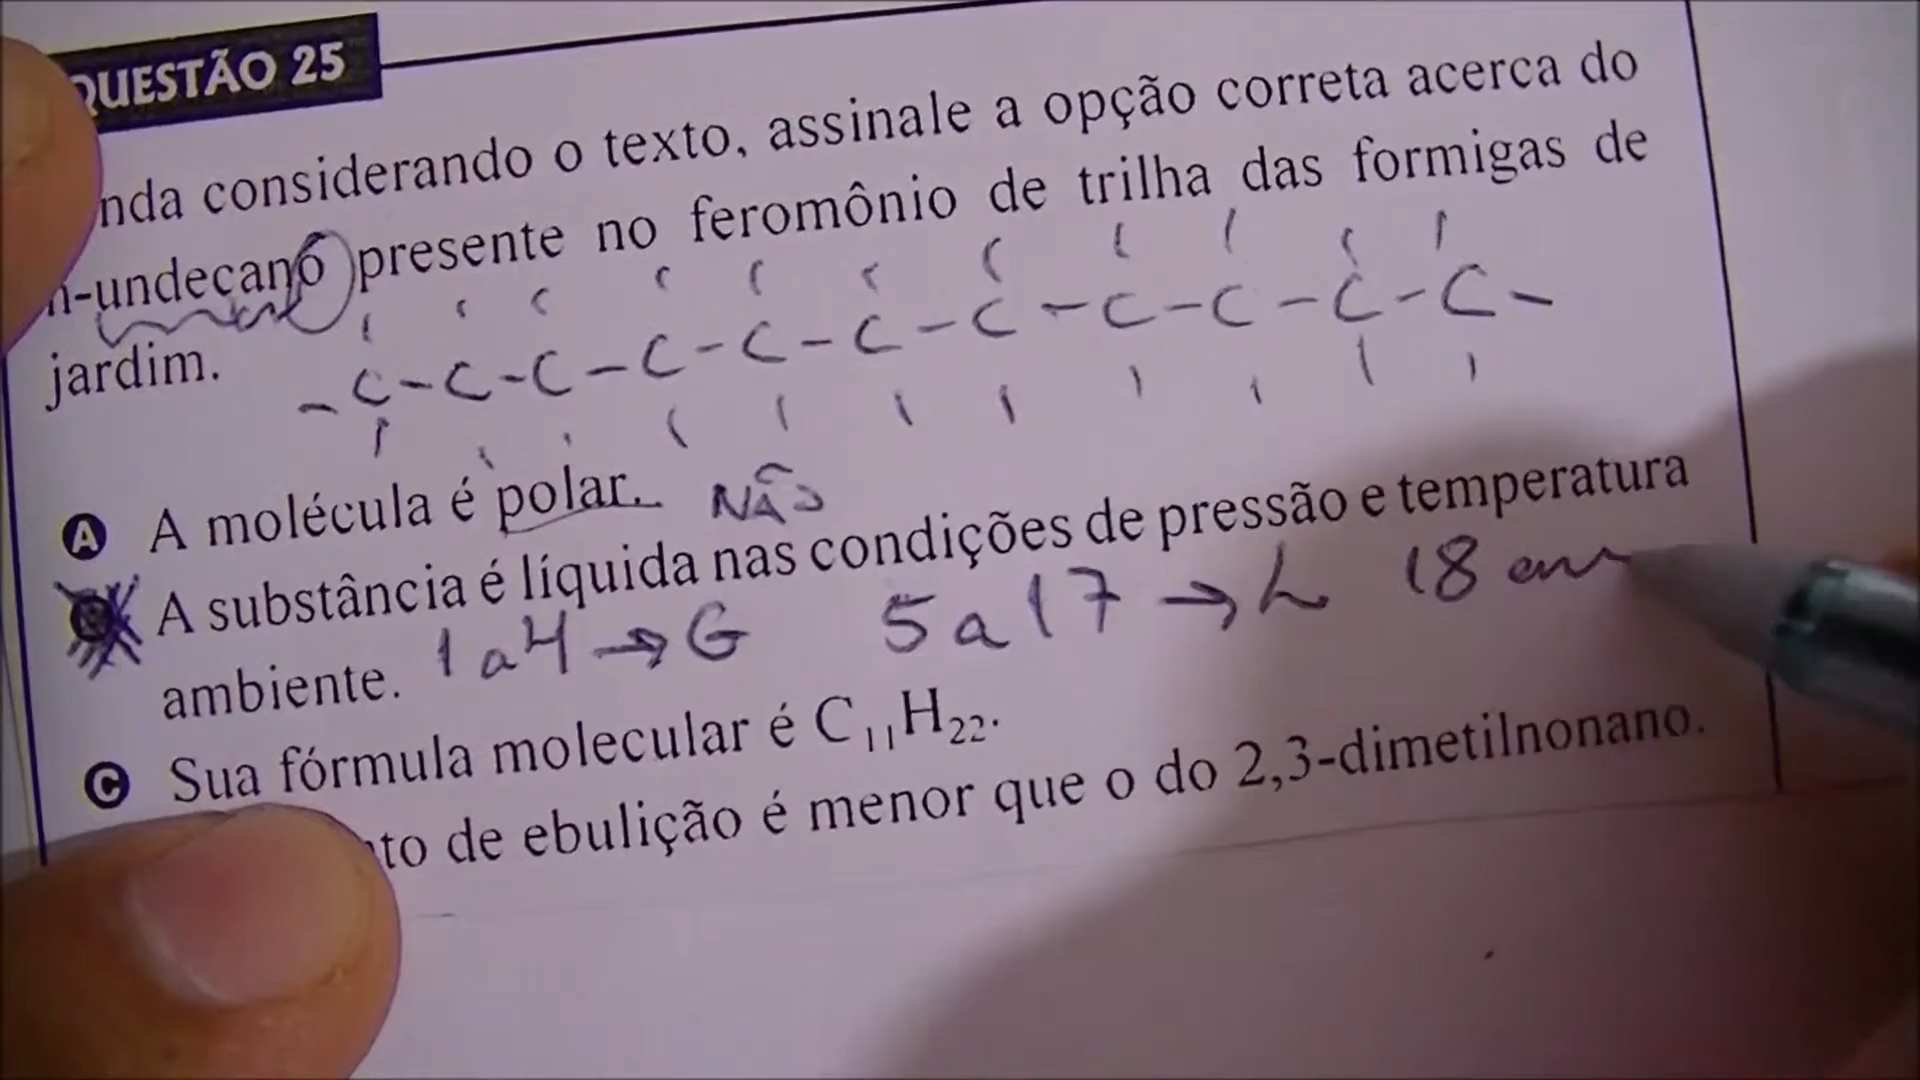 QUESTÃO 25
nda considerando o texto, assinale a opção correta acerca do
n-undecano presente no feromônio de trilha das formigas de
jardim.
- C - C - C - C - C - C - C - C - C - C - C -
A A molécula é polar. NÃO
A substância é líquida nas condições de pressão e temperatura
ambiente. 1 a 4 → G 5 a 17 → L 18 em
C Sua fórmula molecular é C₁₁H₂₂.
to de ebulição é menor que o do 2,3-dimetilnonano.